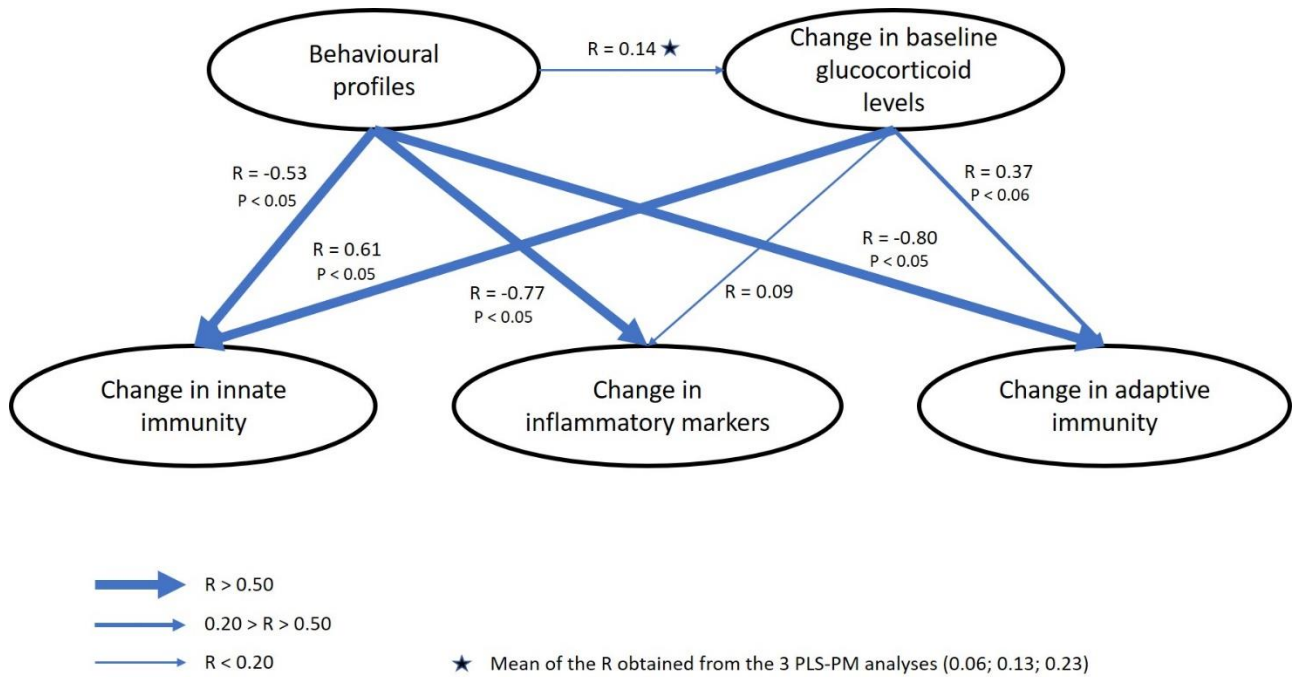 Behavioural
profiles
R = 0.14 ★
Change in baseline
glucocorticoid
levels
R = -0.53
P < 0.05
R = 0.37
P < 0.06
R = 0.61
P < 0.05
R = -0.80
P < 0.05
R = -0.77
P < 0.05
R = 0.09
Change in innate
immunity
Change in
inflammatory markers
Change in adaptive
immunity
R > 0.50
0.20 > R > 0.50
R < 0.20
★ Mean of the R obtained from the 3 PLS-PM analyses (0.06; 0.13; 0.23)